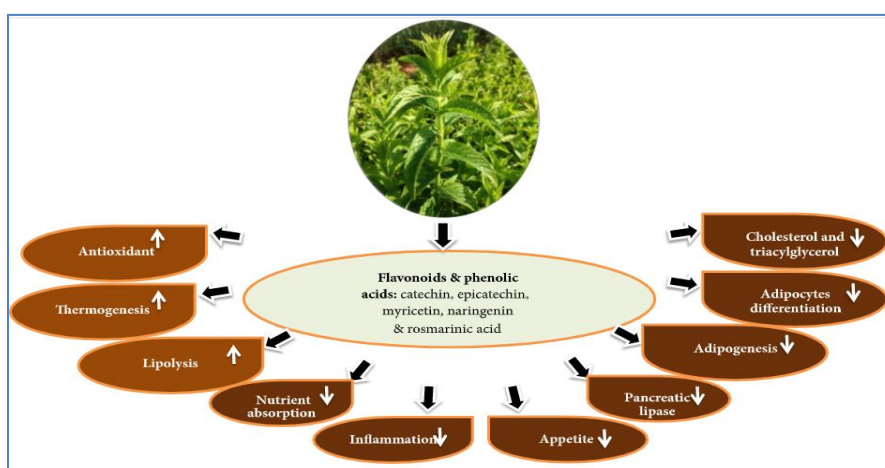 Flavonoids & phenolic
acids: catechin, epicatechin,
myricetin, naringenin
& rosmarinic acid
Antioxidant
Thermogenesis
Lipolysis
Nutrient
absorption
Inflammation
Appetite
Pancreatic
lipase
Adipogenesis
Adipocytes
differentiation
Cholesterol and
triacylglycerol